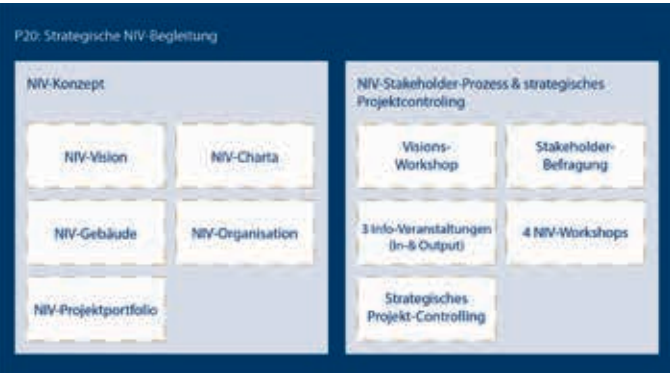 P20: Strategische NIV-Begleitung
NIV-Konzept
NIV-Vision
NIV-Charta
NIV-Gebäude
NIV-Organisation
NIV-Projektportfolio
NIV-Stakeholder-Prozess & strategisches
Projektcontroling
Visions-
Workshop
Stakeholder-
Befragung
3 Info-Veranstaltungen
(In-& Output)
4 NIV-Workshops
Strategisches
Projekt-Controlling